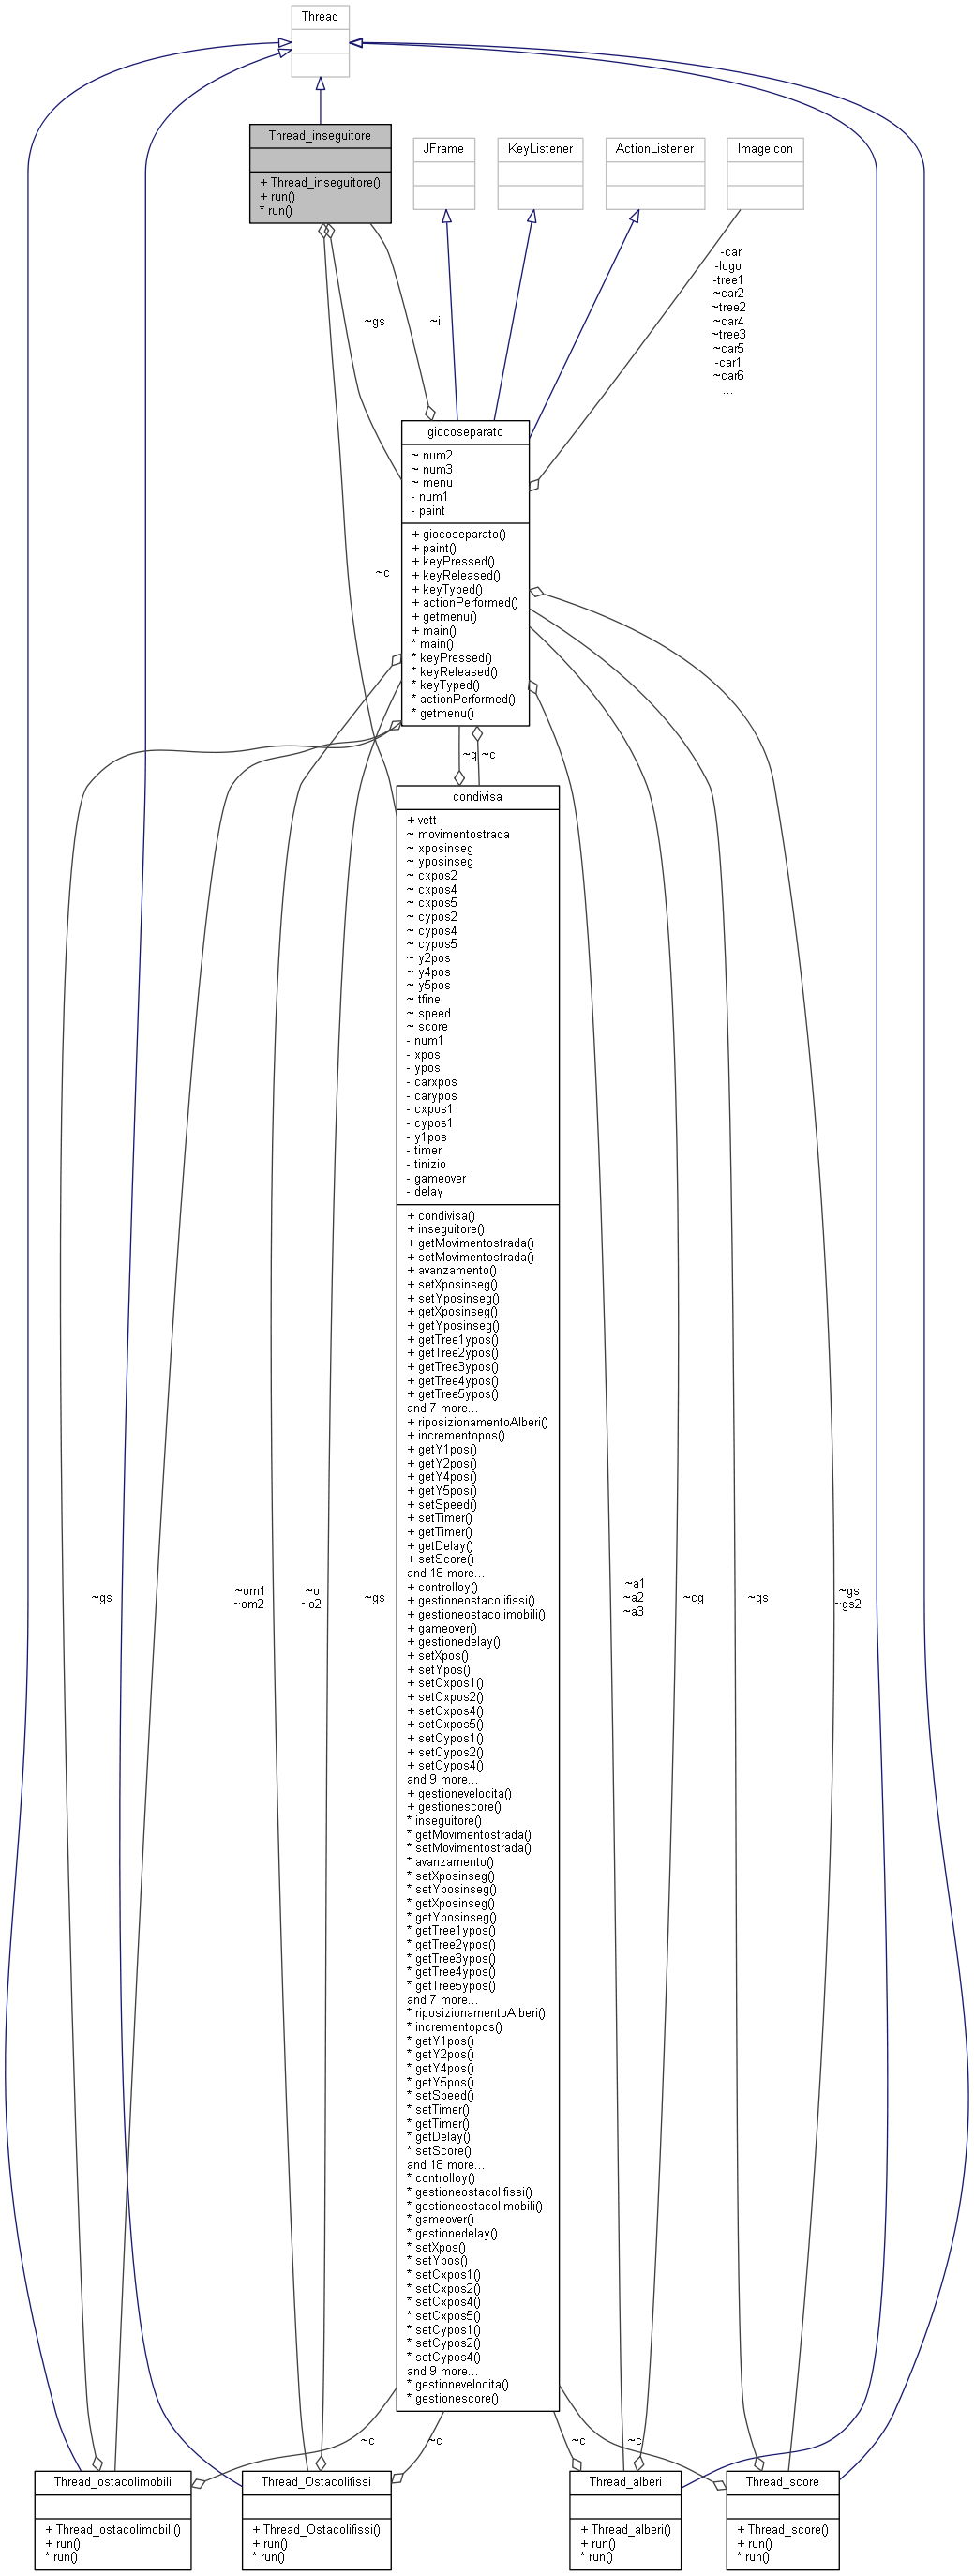 Thread
Thread_inseguitore
+ Thread_inseguitore()
+ run()
* run()
JFrame
KeyListener
ActionListener
ImageIcon
-car
-logo
-tree1
~car2
~tree2
~car4
~tree3
~car5
-car1
~car6
...
~gs
~i
giocoseparato
~ num2
~ num3
~ menu
- num1
- paint
+ giocoseparato()
+ paint()
+ keyPressed()
+ keyReleased()
+ keyTyped()
+ actionPerformed()
+ getmenu()
+ main()
* main()
* keyPressed()
* keyReleased()
* keyTyped()
* actionPerformed()
* getmenu()
~c
~g
~c
condivisa
+ vett
~ movimentostrada
~ xposinseg
~ yposinseg
~ cxpos2
~ cxpos4
~ cxpos5
~ cypos2
~ cypos4
~ cypos5
~ y2pos
~ y4pos
~ y5pos
~ tfine
~ speed
~ score
- num1
- xpos
- ypos
- carxpos
- carypos
- cxpos1
- cypos1
- y1pos
- timer
- tinizio
- gameover
- delay
+ condivisa()
+ inseguitore()
+ getMovimentostrada()
+ setMovimentostrada()
+ avanzamento()
+ setXposinseg()
+ setYposinseg()
+ getXposinseg()
+ getYposinseg()
+ getTree1ypos()
+ getTree2ypos()
+ getTree3ypos()
+ getTree4ypos()
+ getTree5ypos()
and 7 more...
+ riposizionamentoAlberi()
+ incrementopos()
+ getY1pos()
+ getY2pos()
+ getY4pos()
+ getY5pos()
+ setSpeed()
+ setTimer()
+ getTimer()
+ getDelay()
+ setScore()
and 18 more...
+ controlloy()
+ gestioneostacolifissi()
+ gestioneostacolimobili()
+ gameover()
+ gestionedelay()
+ setXpos()
+ setYpos()
+ setCxpos1()
+ setCxpos2()
+ setCxpos4()
+ setCxpos5()
+ setCypos1()
+ setCypos2()
+ setCypos4()
and 9 more...
+ gestionevelocita()
+ gestionescore()
* inseguitore()
* getMovimentostrada()
* setMovimentostrada()
* avanzamento()
* setXposinseg()
* setYposinseg()
* getXposinseg()
* getYposinseg()
* getTree1ypos()
* getTree2ypos()
* getTree3ypos()
* getTree4ypos()
* getTree5ypos()
and 7 more...
* riposizionamentoAlberi()
* incrementopos()
* getY1pos()
* getY2pos()
* getY4pos()
* getY5pos()
* setSpeed()
* setTimer()
* getTimer()
* getDelay()
* setScore()
and 18 more...
* controlloy()
* gestioneostacolifissi()
* gestioneostacolimobili()
* gameover()
* gestionedelay()
* setXpos()
* setYpos()
* setCxpos1()
* setCxpos2()
* setCxpos4()
* setCxpos5()
* setCypos1()
* setCypos2()
* setCypos4()
and 9 more...
* gestionevelocita()
* gestionescore()
~gs
~om1
~om2
~o
~o2
~gs
~a1
~a2
~a3
~cg
~gs
~gs
~gs2
~c
~c
~c
~c
Thread_ostacolimobili
+ Thread_ostacolimobili()
+ run()
* run()
Thread_Ostacolifissi
+ Thread_Ostacolifissi()
+ run()
* run()
Thread_alberi
+ Thread_alberi()
+ run()
* run()
Thread_score
+ Thread_score()
+ run()
* run()